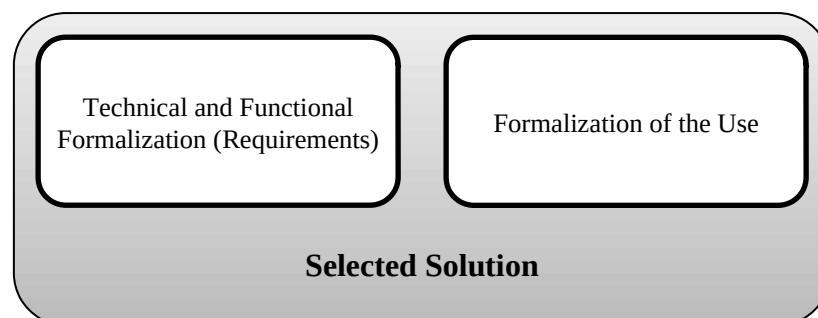 Technical and Functional
Formalization (Requirements)
Formalization of the Use
Selected Solution